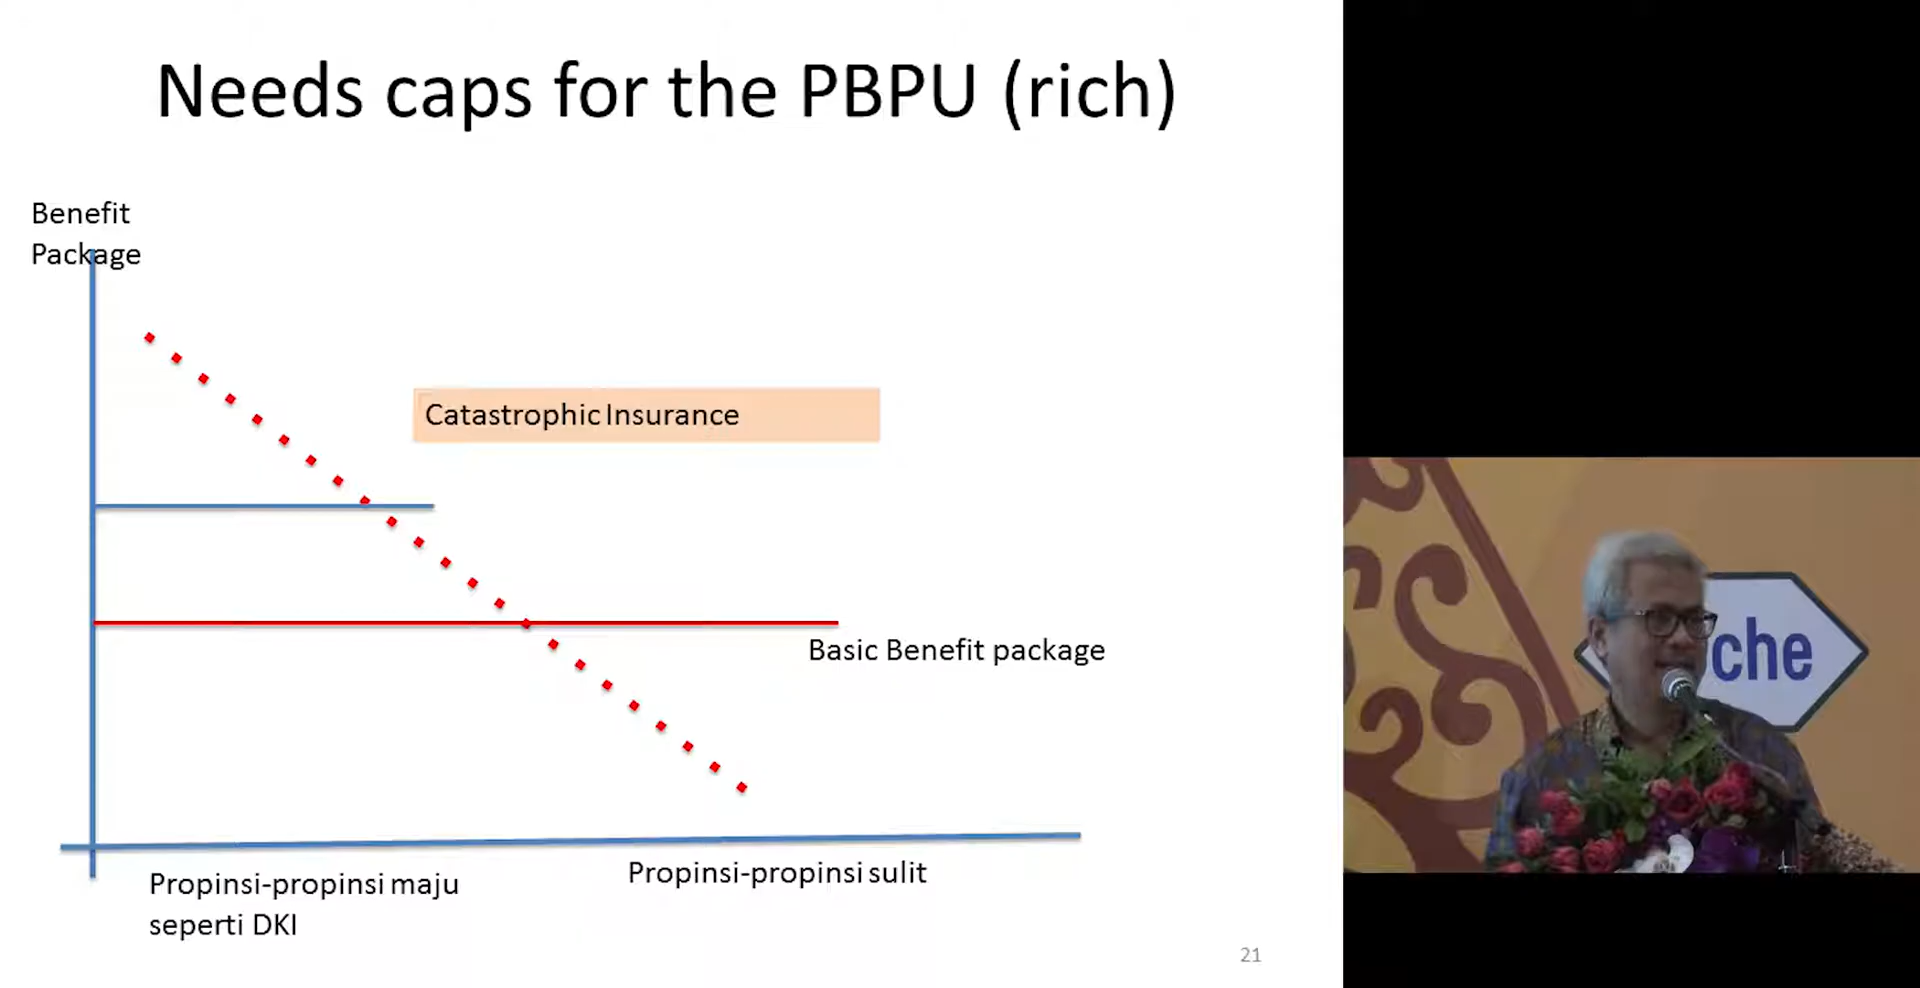 Needs caps for the PBPU (rich)
Benefit
Package
Catastrophic Insurance
Basic Benefit package
Propinsi-propinsi maju
seperti DKI
Propinsi-propinsi sulit
21
che